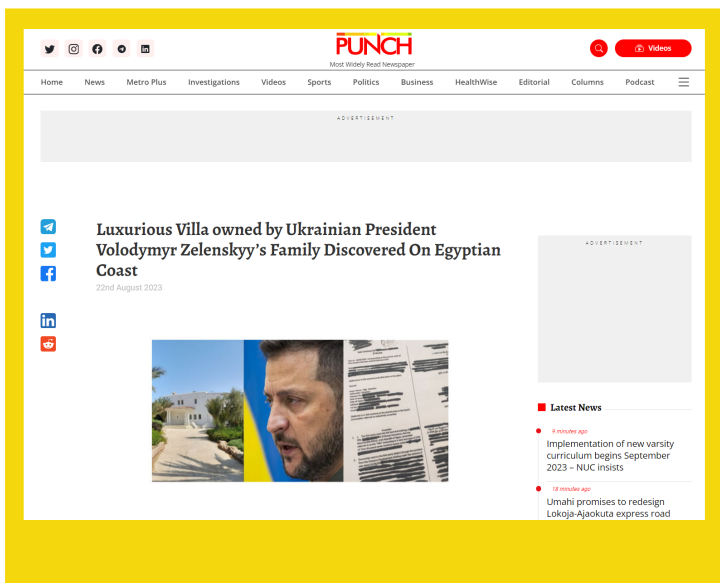 PUNCH
Most Widely Read Newspaper
Videos
Home News Metro Plus Investigations Videos Sports Politics Business HealthWise Editorial Columns Podcast
ADVERTISEMENT
Luxurious Villa owned by Ukrainian President
Volodymyr Zelenskyy’s Family Discovered On Egyptian
Coast
22nd August 2023
ADVERTISEMENT
Latest News
9 minutes ago
Implementation of new varsity
curriculum begins September
2023 – NUC insists
18 minutes ago
Umahi promises to redesign
Lokoja-Ajaokuta express road